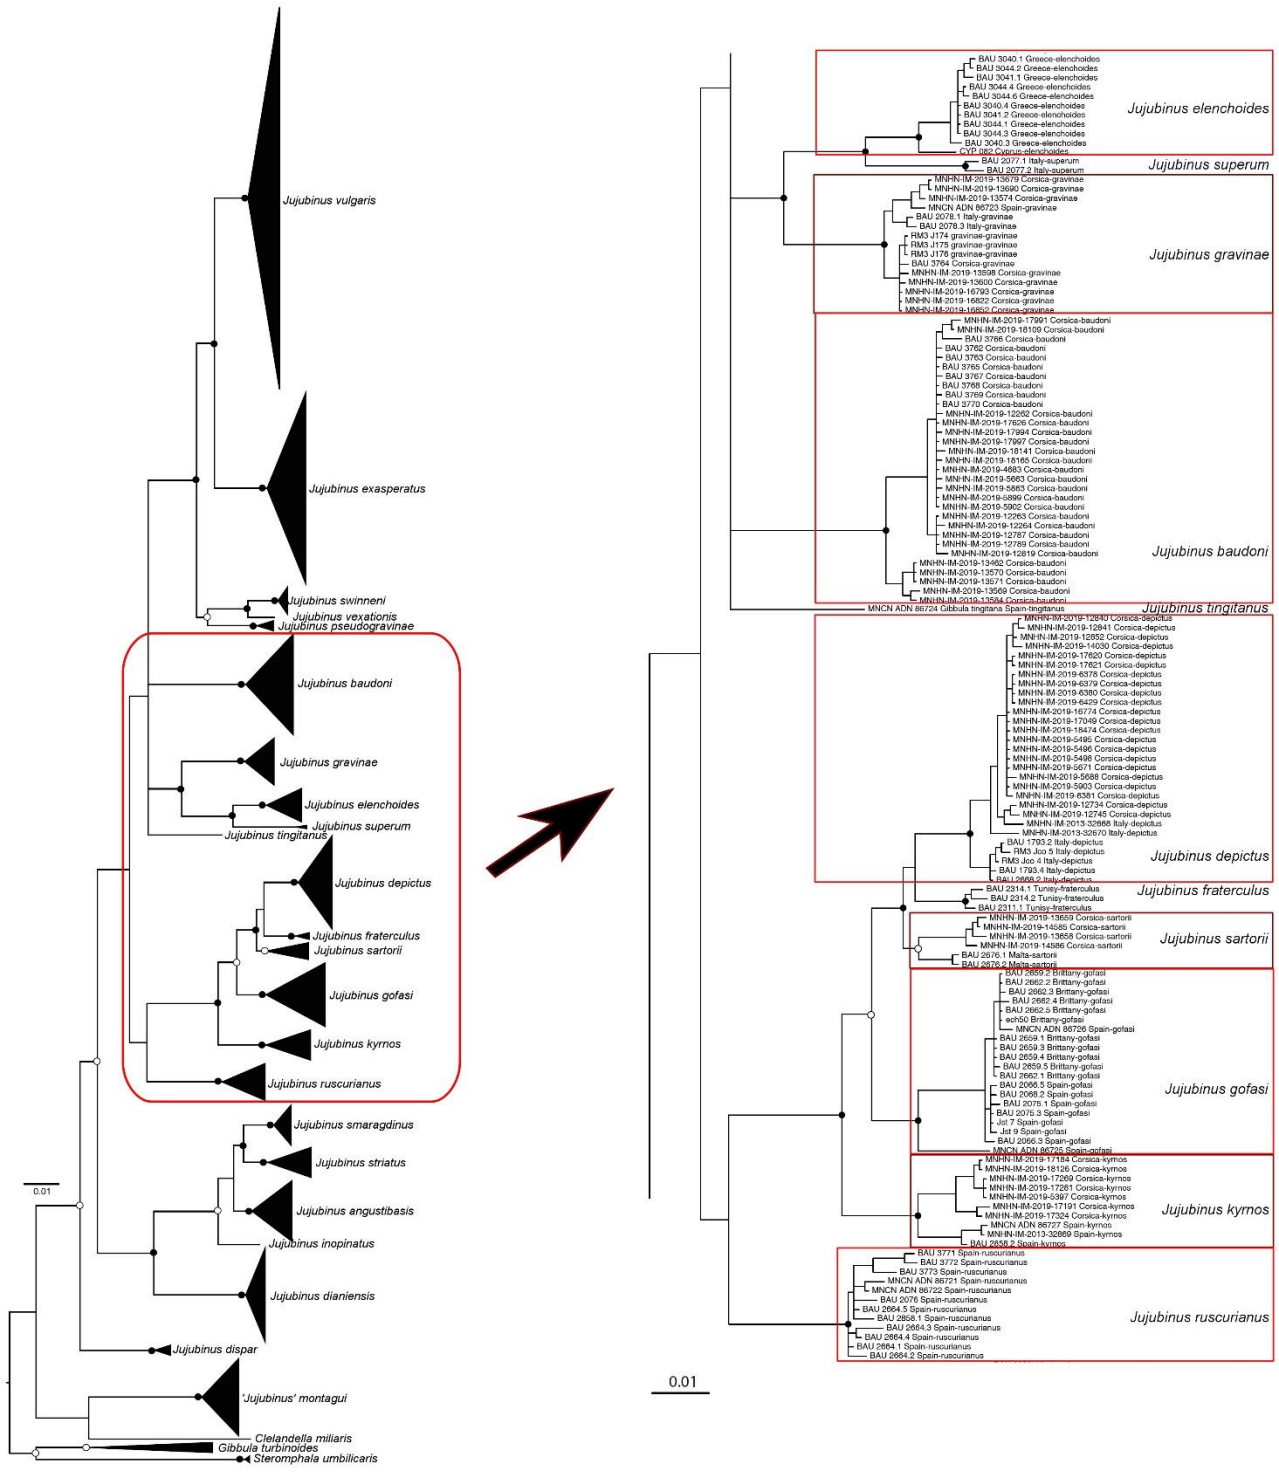 Jujubinus vulgaris
Jujubinus exasperatus
Jujubinus swinneni
Jujubinus vexationis
Jujubinus pseudogravinae
Jujubinus baudoni
Jujubinus gravinae
Jujubinus elenchoides
Jujubinus superum
Jujubinus tingitanus
Jujubinus depictus
Jujubinus fraterculus
Jujubinus sartorii
Jujubinus gofasi
Jujubinus kyrnos
Jujubinus ruscurianus
Jujubinus smaragdinus
Jujubinus striatus
0.01
Jujubinus angustibasis
Jujubinus inopinatus
Jujubinus dianiensis
Jujubinus dispar
'Jujubinus' montagui
Clelandella miliaris
Gibbula turbinoides
Steromphala umbilicaris
BAU 3040.1 Greece-elenchoides
BAU 3044.2 Greece-elenchoides
BAU 3041.1 Greece-elenchoides
BAU 3044.4 Greece-elenchoides
BAU 3044.6 Greece-elenchoides
BAU 3040.4 Greece-elenchoides
BAU 3041.2 Greece-elenchoides
BAU 3044.1 Greece-elenchoides
BAU 3044.3 Greece-elenchoides
BAU 3040.3 Greece-elenchoides
CYP 082 Cyprus-elenchoides
Jujubinus elenchoides
BAU 2077.1 Italy-superum
BAU 2077.2 Italy-superum
Jujubinus superum
MNHN-IM-2019-13679 Corsica-gravinae
MNHN-IM-2019-13690 Corsica-gravinae
MNHN-IM-2019-13574 Corsica-gravinae
MNCN ADN 86723 Spain-gravinae
BAU 2078.1 Italy-gravinae
BAU 2078.3 Italy-gravinae
RM3 J174 gravinae-gravinae
RM3 J175 gravinae-gravinae
RM3 J176 gravinae-gravinae
BAU 3764 Corsica-gravinae
MNHN-IM-2019-13598 Corsica-gravinae
MNHN-IM-2019-13600 Corsica-gravinae
MNHN-IM-2019-16793 Corsica-gravinae
MNHN-IM-2019-16822 Corsica-gravinae
MNHN-IM-2019-16852 Corsica-gravinae
Jujubinus gravinae
MNHN-IM-2019-17991 Corsica-baudoni
MNHN-IM-2019-18109 Corsica-baudoni
BAU 3766 Corsica-baudoni
BAU 3762 Corsica-baudoni
BAU 3763 Corsica-baudoni
BAU 3765 Corsica-baudoni
BAU 3767 Corsica-baudoni
BAU 3768 Corsica-baudoni
BAU 3769 Corsica-baudoni
BAU 3770 Corsica-baudoni
MNHN-IM-2019-12262 Corsica-baudoni
MNHN-IM-2019-17626 Corsica-baudoni
MNHN-IM-2019-17994 Corsica-baudoni
MNHN-IM-2019-17997 Corsica-baudoni
MNHN-IM-2019-18141 Corsica-baudoni
MNHN-IM-2019-18165 Corsica-baudoni
MNHN-IM-2019-4683 Corsica-baudoni
MNHN-IM-2019-5663 Corsica-baudoni
MNHN-IM-2019-5863 Corsica-baudoni
MNHN-IM-2019-5899 Corsica-baudoni
MNHN-IM-2019-5902 Corsica-baudoni
MNHN-IM-2019-12263 Corsica-baudoni
MNHN-IM-2019-12264 Corsica-baudoni
MNHN-IM-2019-12787 Corsica-baudoni
MNHN-IM-2019-12789 Corsica-baudoni
MNHN-IM-2019-12819 Corsica-baudoni
MNHN-IM-2019-13462 Corsica-baudoni
MNHN-IM-2019-13570 Corsica-baudoni
MNHN-IM-2019-13571 Corsica-baudoni
MNHN-IM-2019-13569 Corsica-baudoni
MNHN-IM-2019-13584 Corsica-baudoni
Jujubinus baudoni
MNCN ADN 86724 Gibbula tingitana Spain-tingitanus
Jujubinus tingitanus
MNHN-IM-2019-12840 Corsica-depictus
MNHN-IM-2019-12841 Corsica-depictus
MNHN-IM-2019-12852 Corsica-depictus
MNHN-IM-2019-14030 Corsica-depictus
MNHN-IM-2019-17620 Corsica-depictus
MNHN-IM-2019-17621 Corsica-depictus
MNHN-IM-2019-6378 Corsica-depictus
MNHN-IM-2019-6379 Corsica-depictus
MNHN-IM-2019-6380 Corsica-depictus
MNHN-IM-2019-6429 Corsica-depictus
MNHN-IM-2019-16774 Corsica-depictus
MNHN-IM-2019-17049 Corsica-depictus
MNHN-IM-2019-18474 Corsica-depictus
MNHN-IM-2019-5495 Corsica-depictus
MNHN-IM-2019-5496 Corsica-depictus
MNHN-IM-2019-5498 Corsica-depictus
MNHN-IM-2019-5671 Corsica-depictus
MNHN-IM-2019-5688 Corsica-depictus
MNHN-IM-2019-5903 Corsica-depictus
MNHN-IM-2019-6381 Corsica-depictus
MNHN-IM-2019-12734 Corsica-depictus
MNHN-IM-2019-12745 Corsica-depictus
MNHN-IM-2013-32668 Italy-depictus
MNHN-IM-2013-32670 Italy-depictus
BAU 1793.2 Italy-depictus
RM3 Jco 5 Italy-depictus
RM3 Jco 4 Italy-depictus
BAU 1793.4 Italy-depictus
BAU 2668.2 Italy-depictus
Jujubinus depictus
BAU 2314.1 Tunisy-fraterculus
BAU 2314.2 Tunisy-fraterculus
BAU 2311.1 Tunisy-fraterculus
Jujubinus fraterculus
MNHN-IM-2019-13659 Corsica-sartorii
MNHN-IM-2019-14585 Corsica-sartorii
MNHN-IM-2019-13658 Corsica-sartorii
MNHN-IM-2019-14586 Corsica-sartorii
BAU 2676.1 Malta-sartorii
BAU 2676.2 Malta-sartorii
Jujubinus sartorii
BAU 2659.2 Brittany-gofasi
BAU 2662.2 Brittany-gofasi
BAU 2662.3 Brittany-gofasi
BAU 2662.4 Brittany-gofasi
BAU 2662.5 Brittany-gofasi
ech50 Brittany-gofasi
MNCN ADN 86726 Spain-gofasi
BAU 2659.1 Brittany-gofasi
BAU 2659.3 Brittany-gofasi
BAU 2659.4 Brittany-gofasi
BAU 2659.5 Brittany-gofasi
BAU 2662.1 Brittany-gofasi
BAU 2066.5 Spain-gofasi
BAU 2068.2 Spain-gofasi
BAU 2075.1 Spain-gofasi
BAU 2075.3 Spain-gofasi
Jst 7 Spain-gofasi
Jst 9 Spain-gofasi
BAU 2066.3 Spain-gofasi
MNCN ADN 86725 Spain-gofasi
Jujubinus gofasi
MNHN-IM-2019-17184 Corsica-kyrnos
MNHN-IM-2019-18126 Corsica-kyrnos
MNHN-IM-2019-17269 Corsica-kyrnos
MNHN-IM-2019-17281 Corsica-kyrnos
MNHN-IM-2019-5397 Corsica-kyrnos
MNHN-IM-2019-17191 Corsica-kyrnos
MNHN-IM-2019-17324 Corsica-kyrnos
MNCN ADN 86727 Spain-kyrnos
MNHN-IM-2013-32669 Spain-kyrnos
BAU 2858.2 Spain-kyrnos
Jujubinus kyrnos
BAU 3771 Spain-ruscurianus
BAU 3772 Spain-ruscurianus
BAU 3773 Spain-ruscurianus
MNCN ADN 86721 Spain-ruscurianus
MNCN ADN 86722 Spain-ruscurianus
BAU 2076 Spain-ruscurianus
BAU 2664.5 Spain-ruscurianus
BAU 2858.1 Spain-ruscurianus
BAU 2664.3 Spain-ruscurianus
BAU 2664.4 Spain-ruscurianus
BAU 2664.1 Spain-ruscurianus
BAU 2664.2 Spain-ruscurianus
Jujubinus ruscurianus
0.01